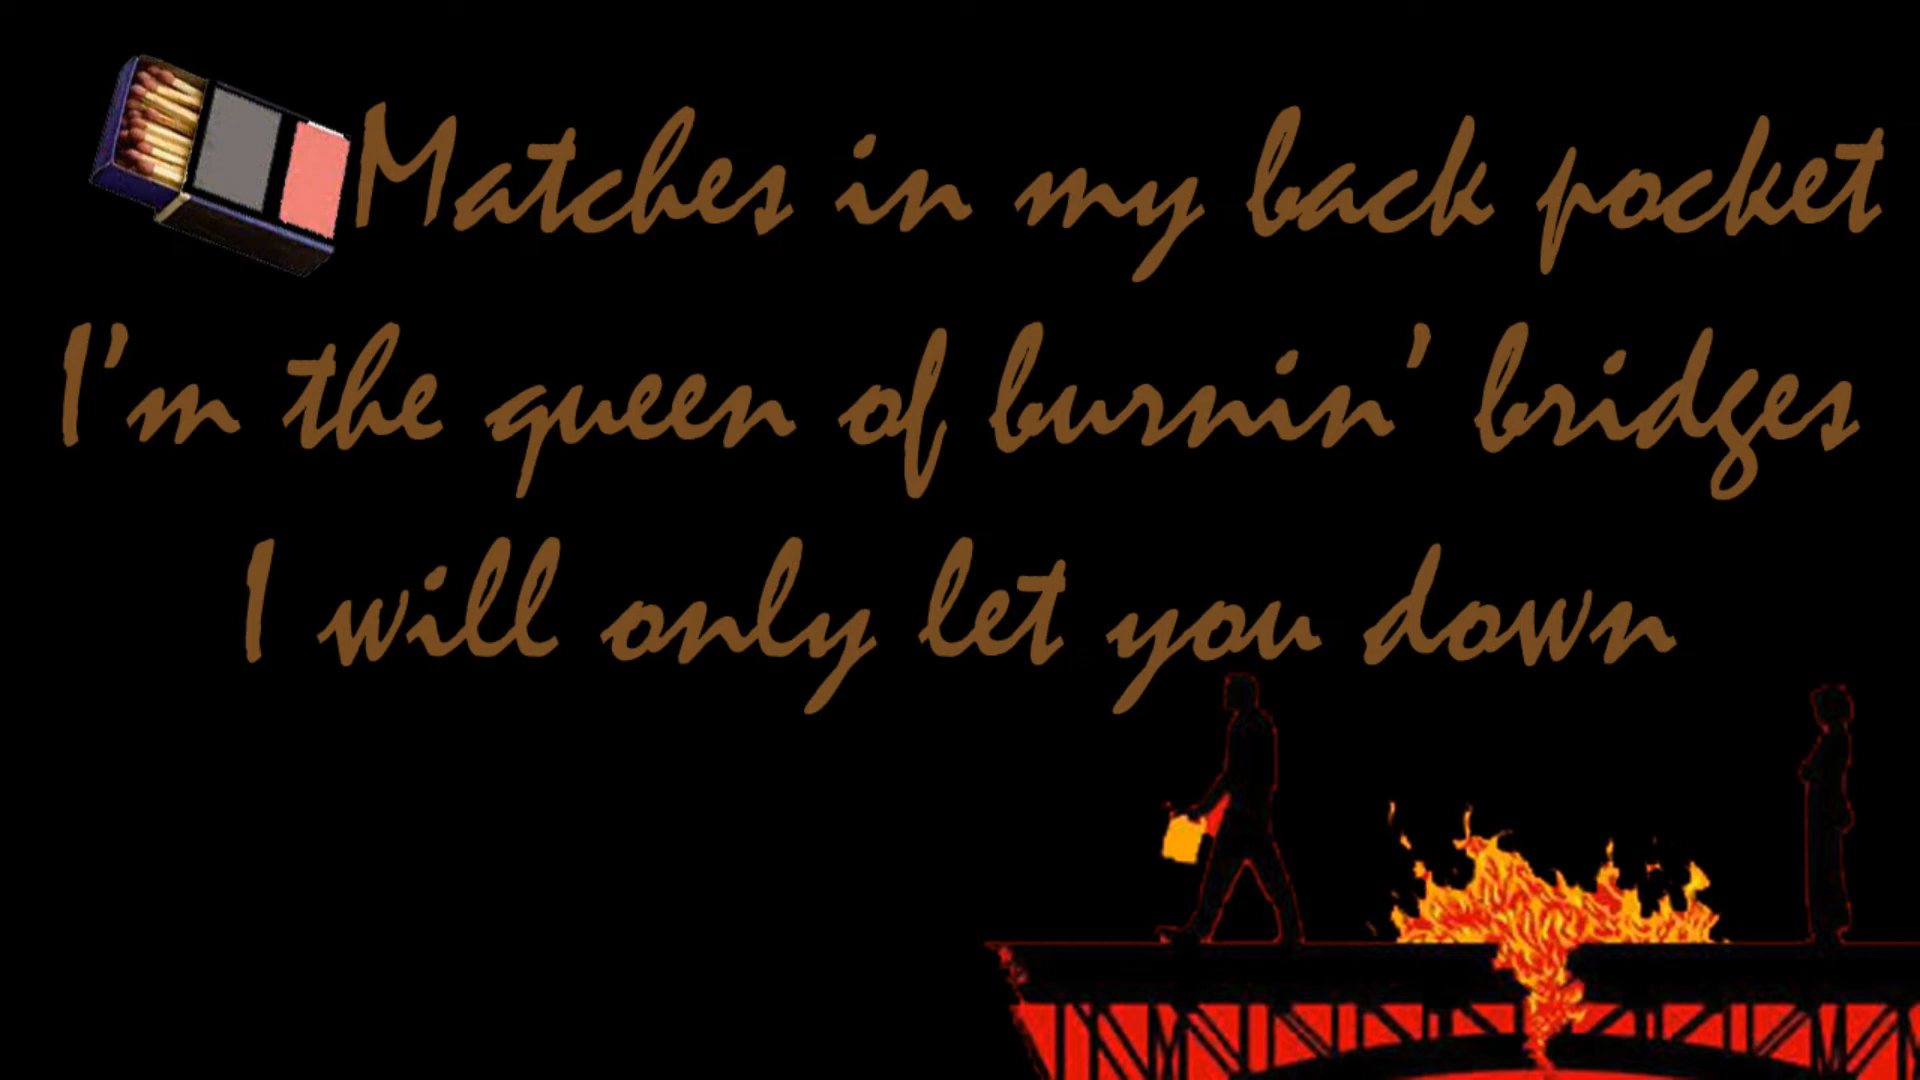 Matches in my back pocket
I'm the queen of burnin' bridges
I will only let you down